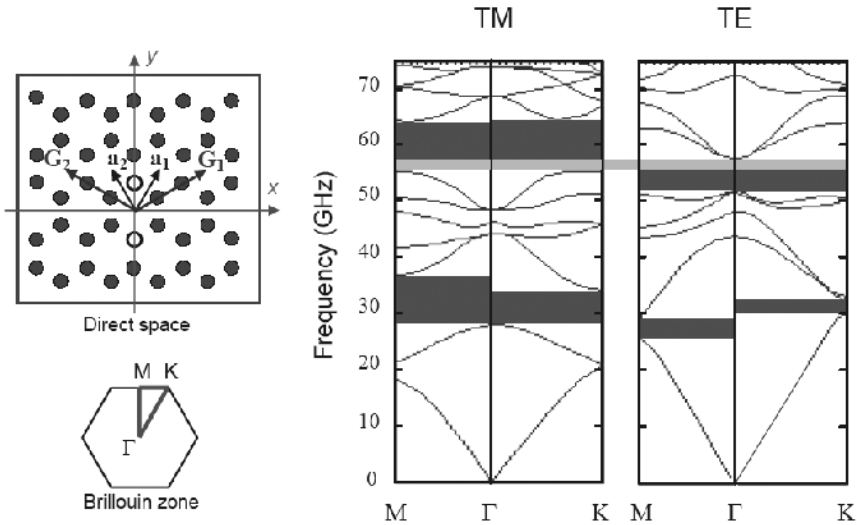 TM
TE
y
G₂
a₂
a₁
G₁
x
Direct space
M
K
Γ
Brillouin zone
Frequency (GHz)
70
60
50
40
30
20
10
0
M
Γ
K
M
Γ
K